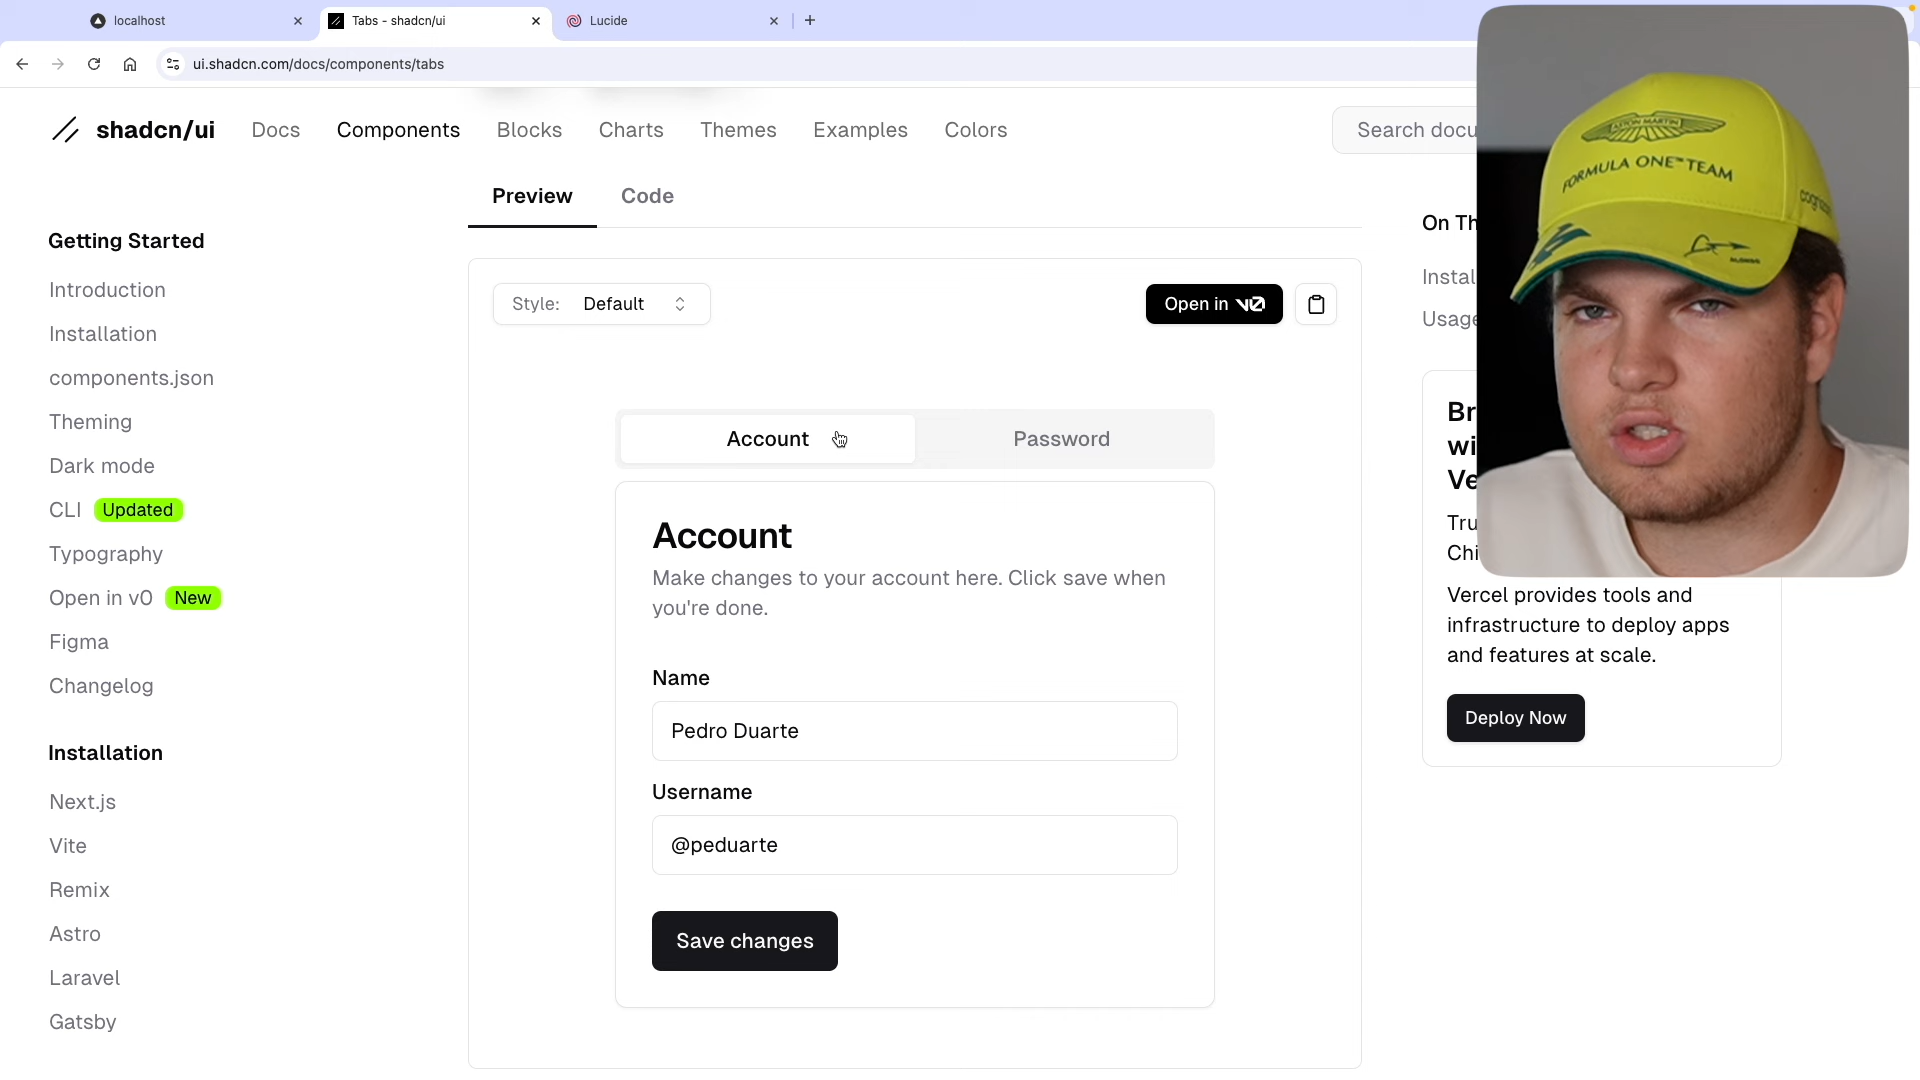 localhost
Tabs - shadcn/ui
Lucide
ui.shadcn.com/docs/components/tabs
shadcn/ui
Docs
Components
Blocks
Charts
Themes
Examples
Colors
Search docu
Getting Started
Introduction
Installation
components.json
Theming
Dark mode
CLI Updated
Typography
Open in v0 New
Figma
Changelog
Installation
Next.js
Vite
Remix
Astro
Laravel
Gatsby
Preview
Code
Style: Default
Open in v0
Account
Password
Account
Make changes to your account here. Click save when
you're done.
Name
Pedro Duarte
Username
@peduarte
Save changes
On Th
Instal
Usage
Br
wi
Ve
Tru
Chi
Vercel provides tools and
infrastructure to deploy apps
and features at scale.
Deploy Now
ASTON MARTIN
FORMULA ONE™ TEAM